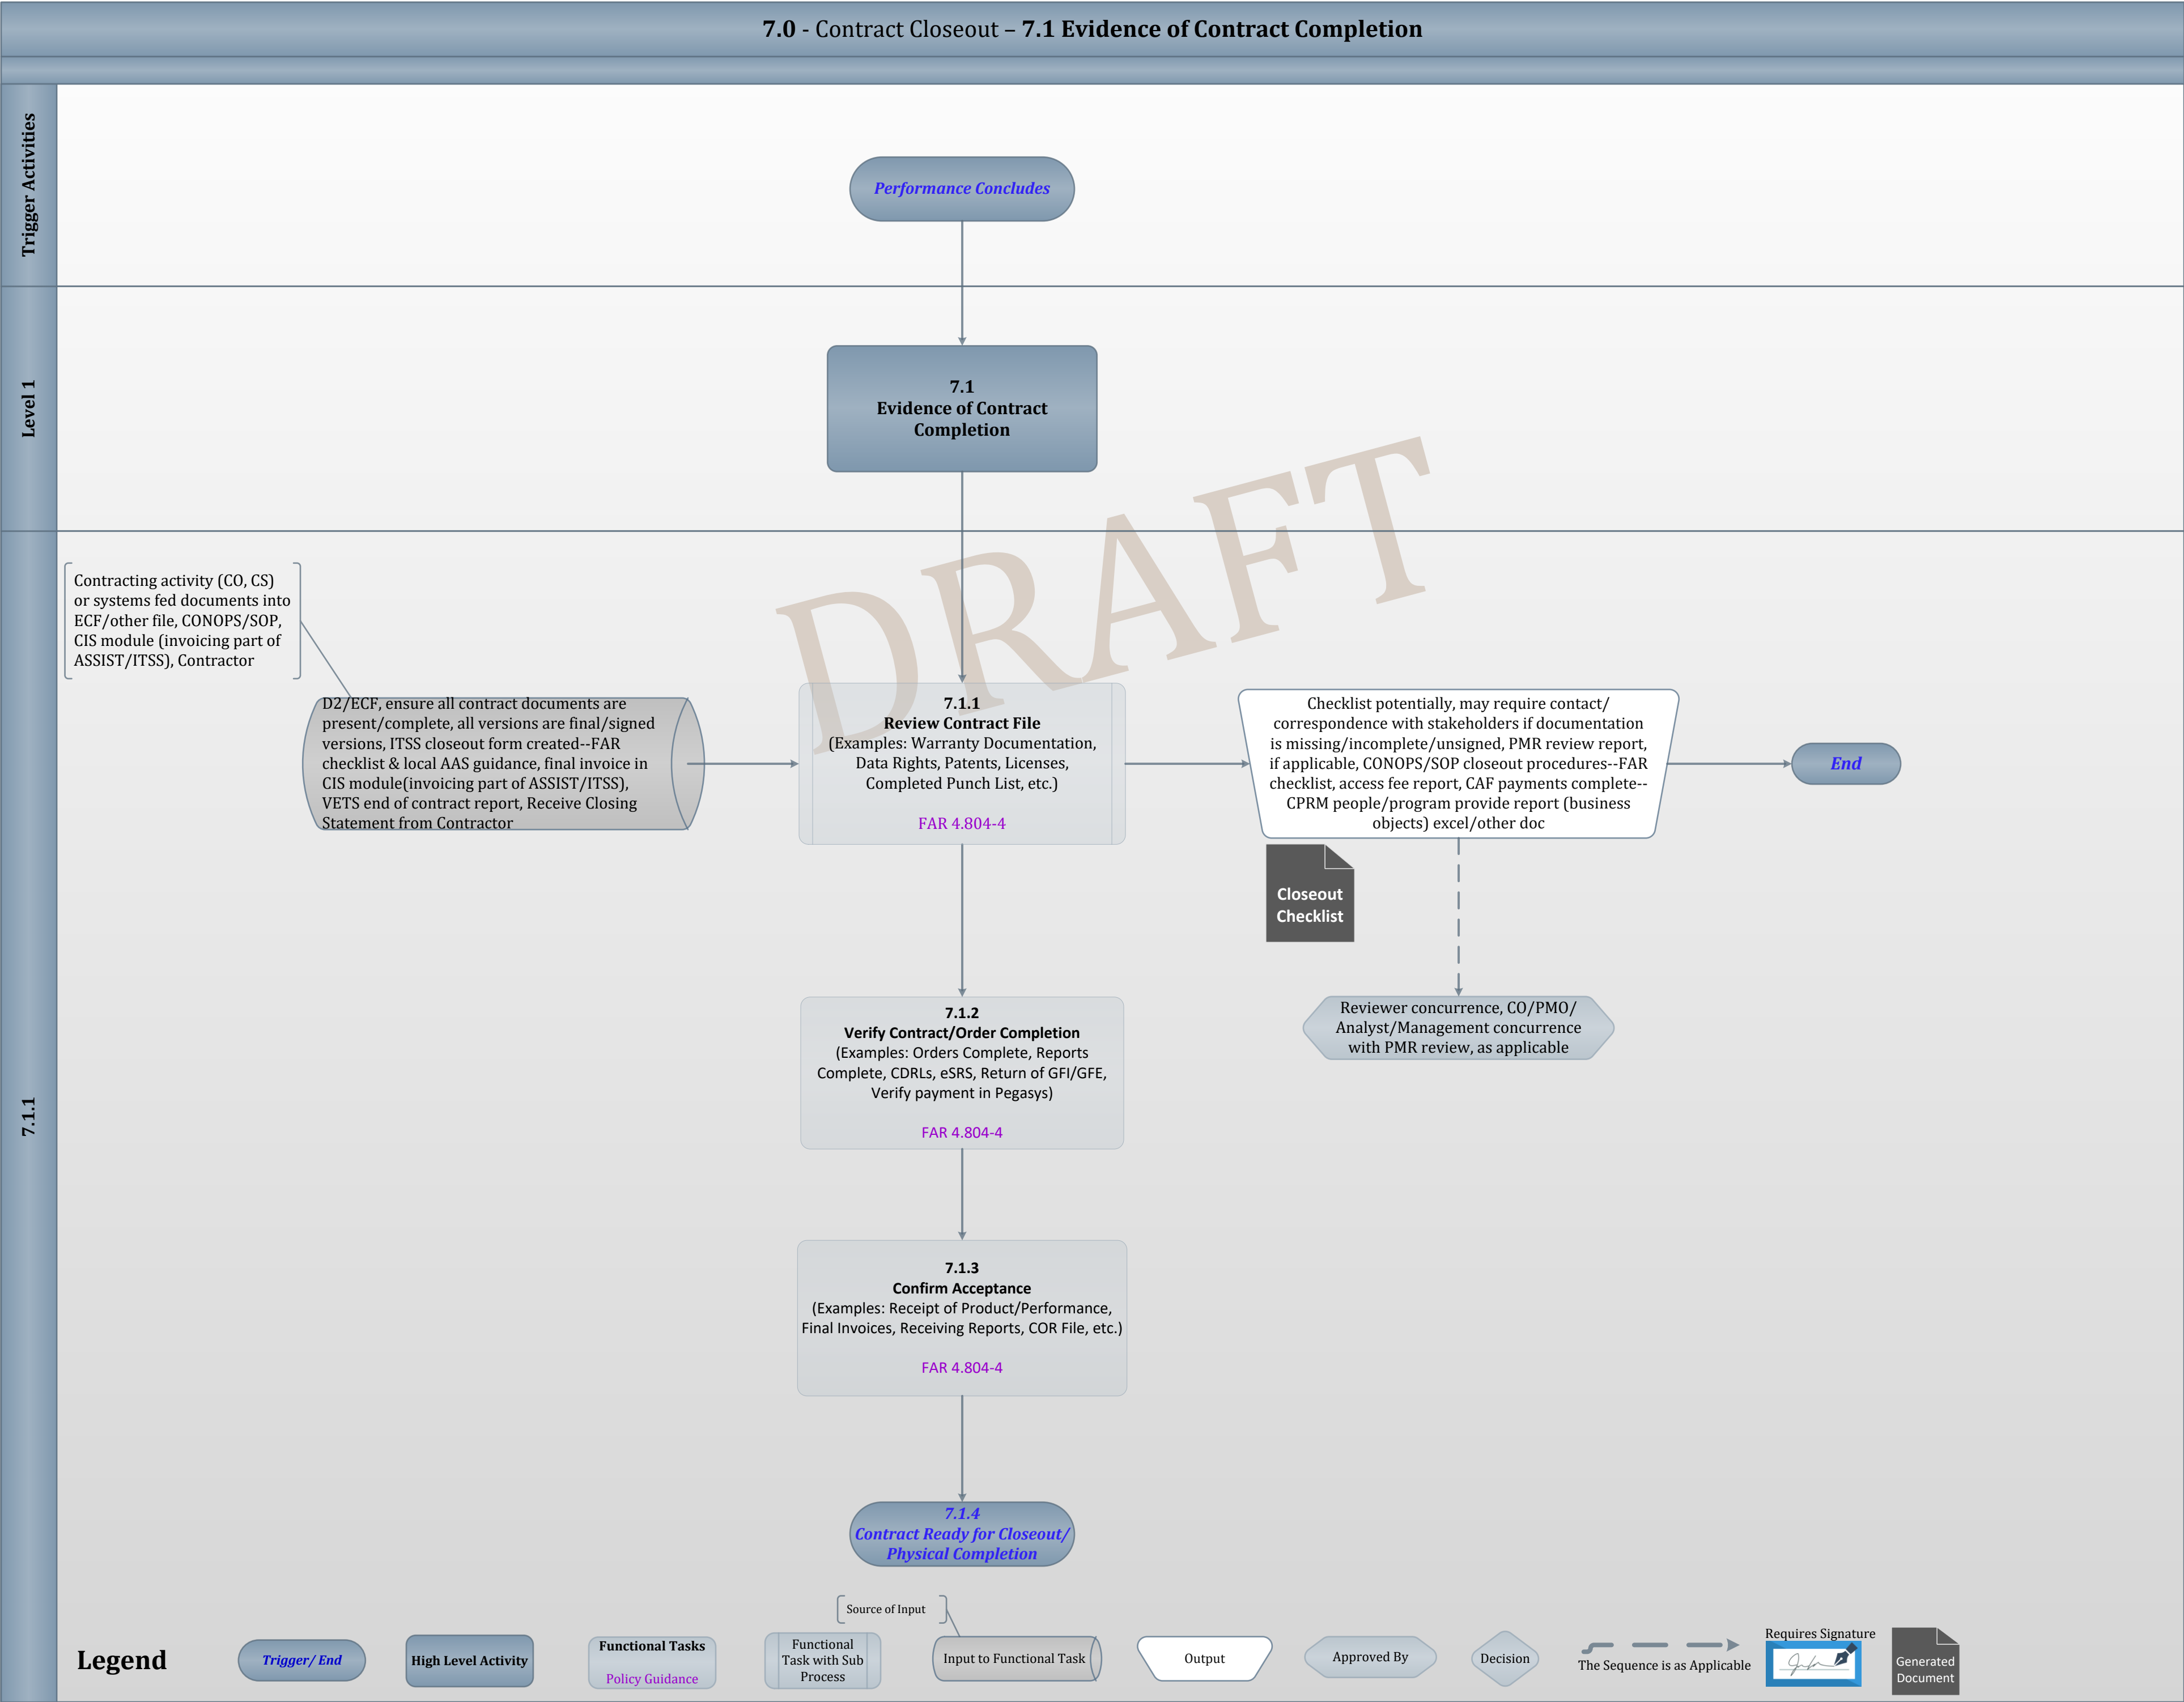 7.0 - Contract Closeout – 7.1 Evidence of Contract Completion
Trigger Activities
Performance Concludes
Level 1
7.1
Evidence of Contract
Completion
DRAFT
7.1.1
Contracting activity (CO, CS)
or systems fed documents into
ECF/other file, CONOPS/SOP,
CIS module (invoicing part of
ASSIST/ITSS), Contractor
D2/ECF, ensure all contract documents are
present/complete, all versions are final/signed
versions, ITSS closeout form created--FAR
checklist & local AAS guidance, final invoice in
CIS module(invoicing part of ASSIST/ITSS),
VETS end of contract report, Receive Closing
Statement from Contractor
7.1.1
Review Contract File
(Examples: Warranty Documentation,
Data Rights, Patents, Licenses,
Completed Punch List, etc.)
FAR 4.804-4
Checklist potentially, may require contact/
correspondence with stakeholders if documentation
is missing/incomplete/unsigned, PMR review report,
if applicable, CONOPS/SOP closeout procedures--FAR
checklist, access fee report, CAF payments complete--
CPRM people/program provide report (business
objects) excel/other doc
End
Closeout
Checklist
Reviewer concurrence, CO/PMO/
Analyst/Management concurrence
with PMR review, as applicable
7.1.2
Verify Contract/Order Completion
(Examples: Orders Complete, Reports
Complete, CDRLs, eSRS, Return of GFI/GFE,
Verify payment in Pegasys)
FAR 4.804-4
7.1.3
Confirm Acceptance
(Examples: Receipt of Product/Performance,
Final Invoices, Receiving Reports, COR File, etc.)
FAR 4.804-4
7.1.4
Contract Ready for Closeout/
Physical Completion
Legend
Trigger/ End
High Level Activity
Functional Tasks
Policy Guidance
Functional
Task with Sub
Process
Source of Input
Input to Functional Task
Output
Approved By
Decision
The Sequence is as Applicable
Requires Signature
Generated
Document